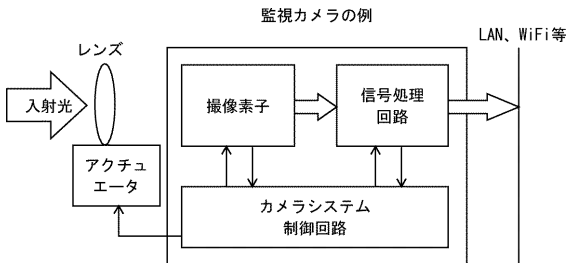 監視カメラの例
LAN、WiFi等
レンズ
入射光
撮像素子
信号処理
回路
アクチュ
エータ
カメラシステム
制御回路